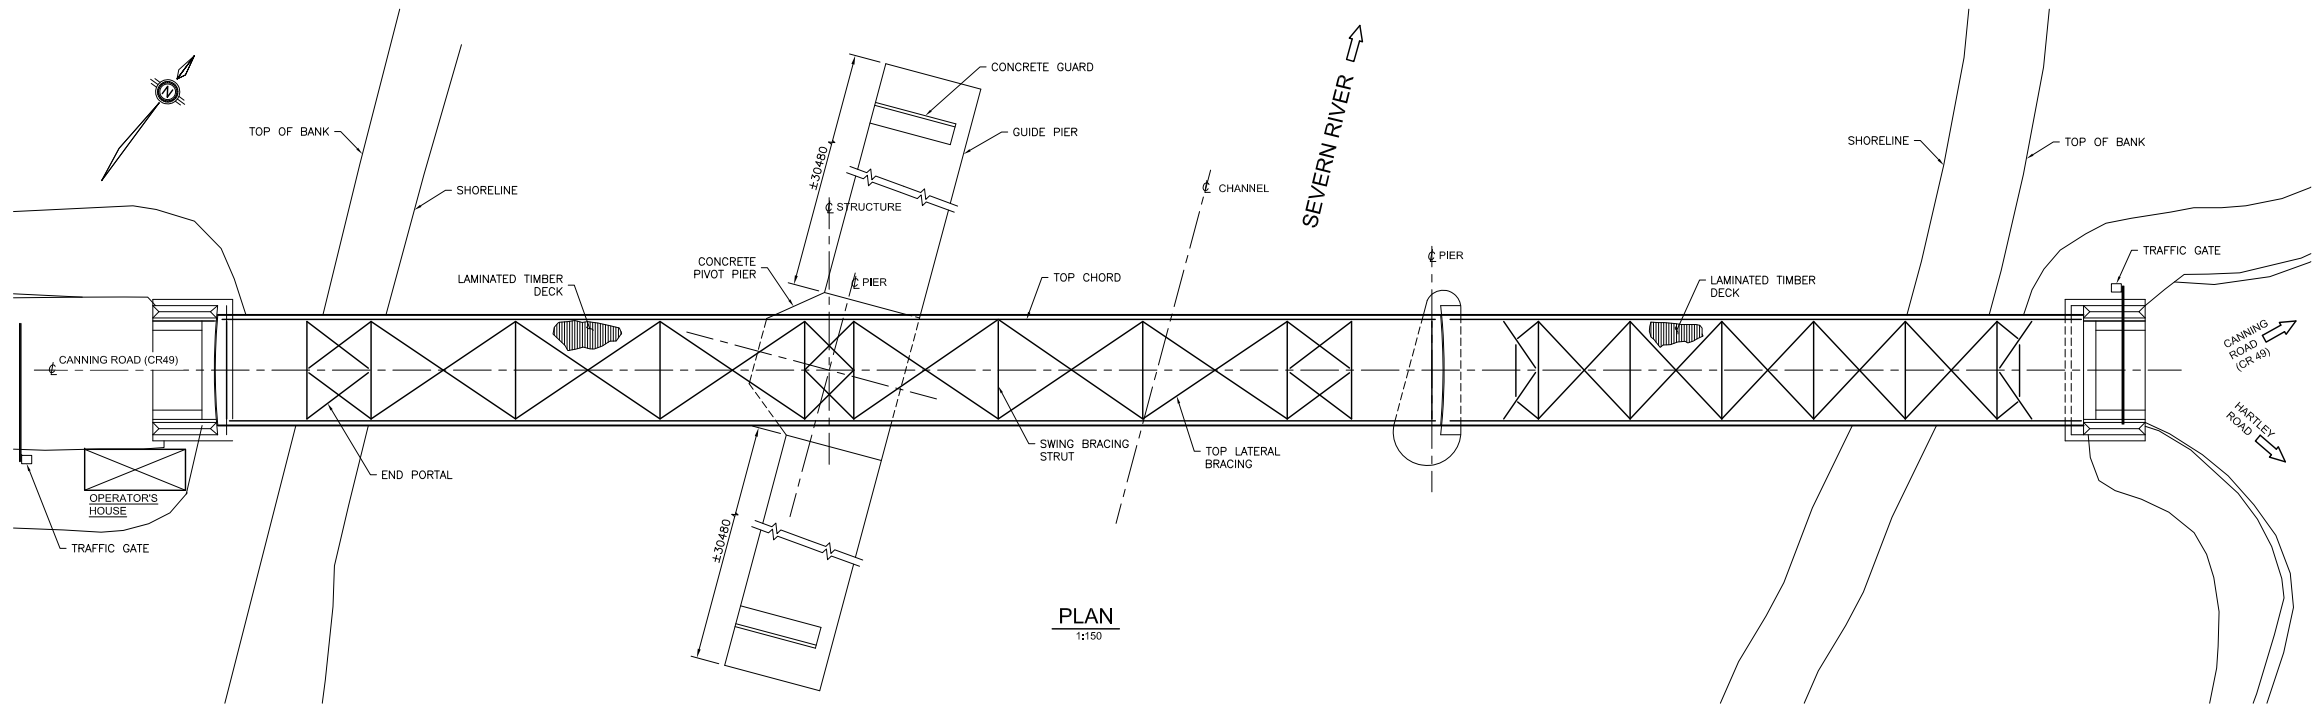 N
TOP OF BANK
SHORELINE
CONCRETE GUARD
GUIDE PIER
±30480
℄ STRUCTURE
℄ CHANNEL
SEVERN RIVER
SHORELINE
TOP OF BANK
CONCRETE
PIVOT PIER
℄ PIER
TOP CHORD
LAMINATED TIMBER
DECK
℄ PIER
LAMINATED TIMBER
DECK
TRAFFIC GATE
℄ CANNING ROAD (CR49)
CANNING
ROAD
(CR 49)
HARTLEY
ROAD
END PORTAL
SWING BRACING
STRUT
TOP LATERAL
BRACING
OPERATOR'S
HOUSE
TRAFFIC GATE
±30480
PLAN
1:150